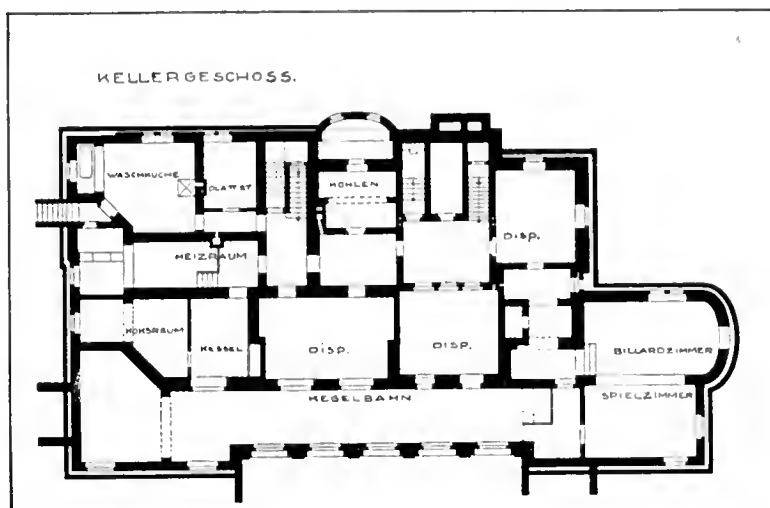 KELLERGESCHOSS.
WASCHKÜCHE
PLÄTTST.
KOHLEN
DISP.
HEIZRAUM
KOKSRAUM
KESSEL
DISP.
DISP.
BILLARDZIMMER
KEGELBAHN
SPIELZIMMER